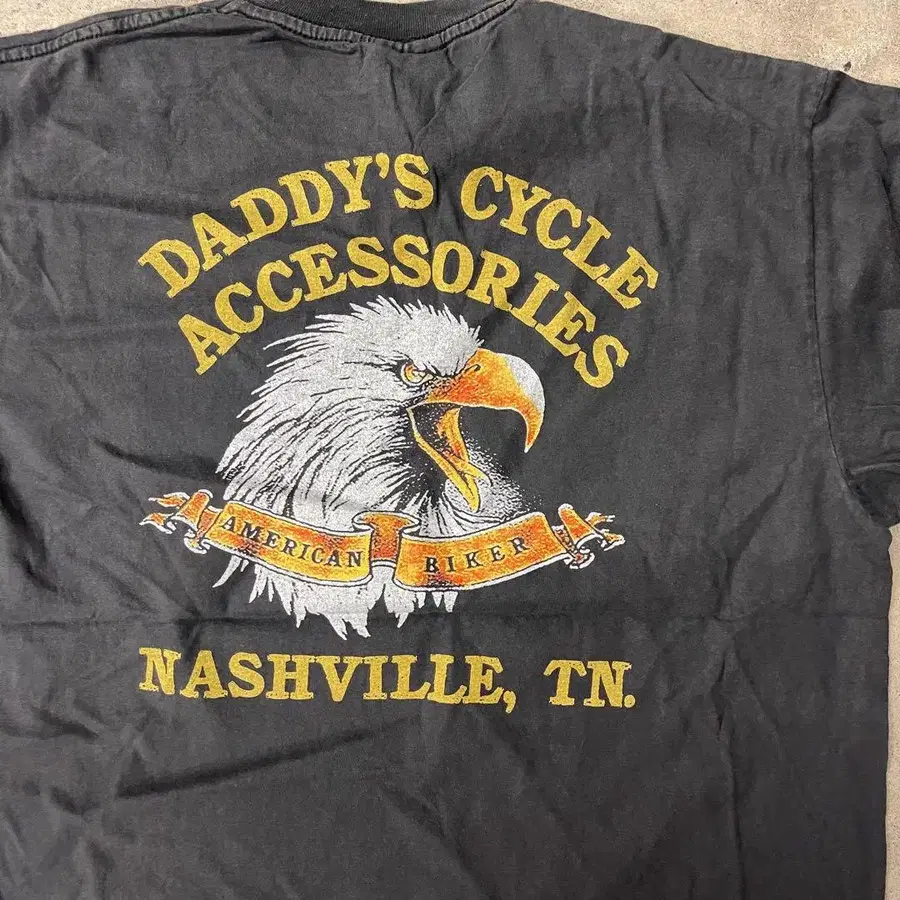 DADDY'S CYCLE
ACCESSORIES
AMERICAN BIKER
NASHVILLE, TN.